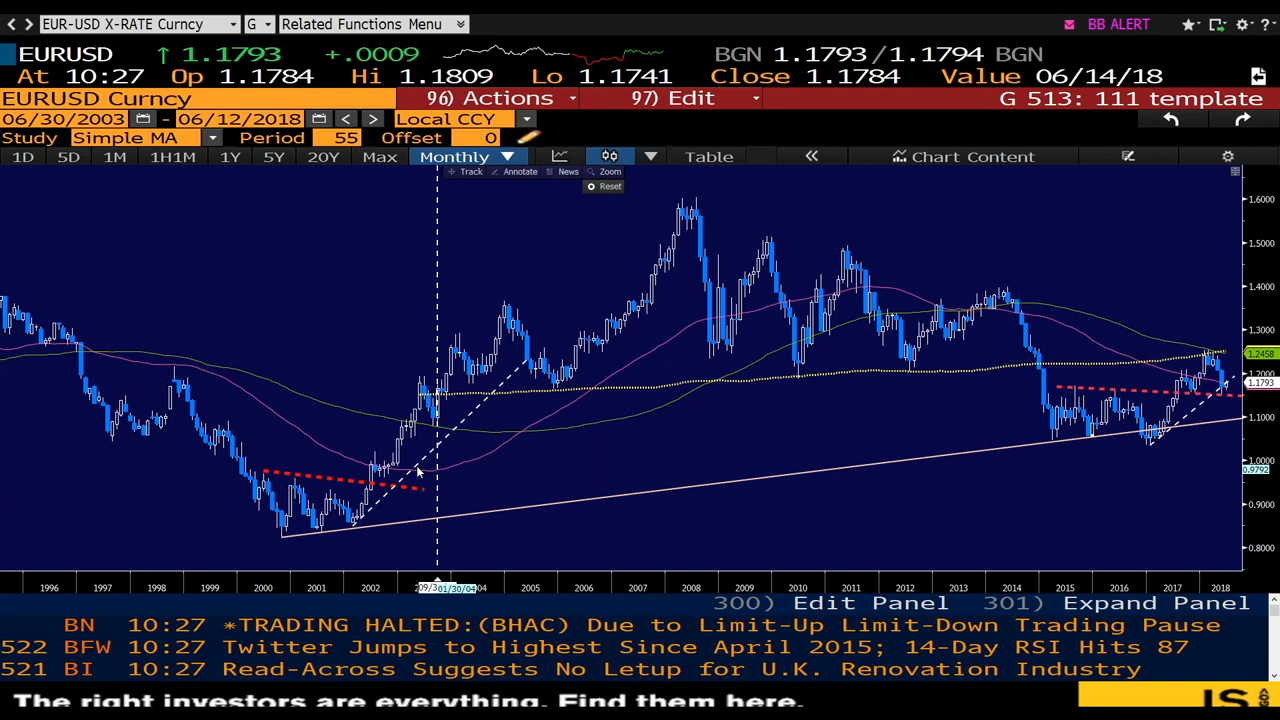 EUR-USD X-RATE Curncy G Related Functions Menu BB ALERT
EURUSD ↑ 1.1793 +.0009 BGN 1.1793/1.1794 BGN
At 10:27 Op 1.1784 Hi 1.1809 Lo 1.1741 Close 1.1784 Value 06/14/18
EURUSD Curncy 96) Actions 97) Edit G 513: 111 template
06/30/2003 - 06/12/2018 Local CCY
Study Simple MA Period 55 Offset 0
1D 5D 1M 1H1M 1Y 5Y 20Y Max Monthly Table « Chart Content
Track Annotate News Zoom
Reset
1.6000
1.5000
1.4000
1.3000
1.2458
1.2000
1.1793
1.1000
1.0000
0.9792
0.9000
0.8000
1996 1997 1998 1999 2000 2001 2002 09/3 01/30/04 04 2005 2006 2007 2008 2009 2010 2011 2012 2013 2014 2015 2016 2017 2018
300) Edit Panel 301) Expand Panel
BN 10:27 *TRADING HALTED:(BHAC) Due to Limit-Up Limit-Down Trading Pause
522 BFW 10:27 Twitter Jumps to Highest Since April 2015; 14-Day RSI Hits 87
521 BI 10:27 Read-Across Suggests No Letup for U.K. Renovation Industry
The right investors are everything. Find them here.